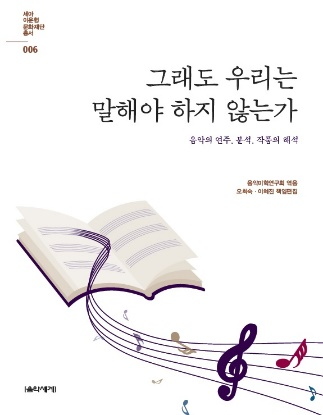 세아
이운형
문화재단
총서
006
그래도 우리는
말해야 하지 않는가
음악의 연주, 분석, 작품의 해석
음악미학연구회 엮음
오희숙 · 이혜진 책임편집
음악세계